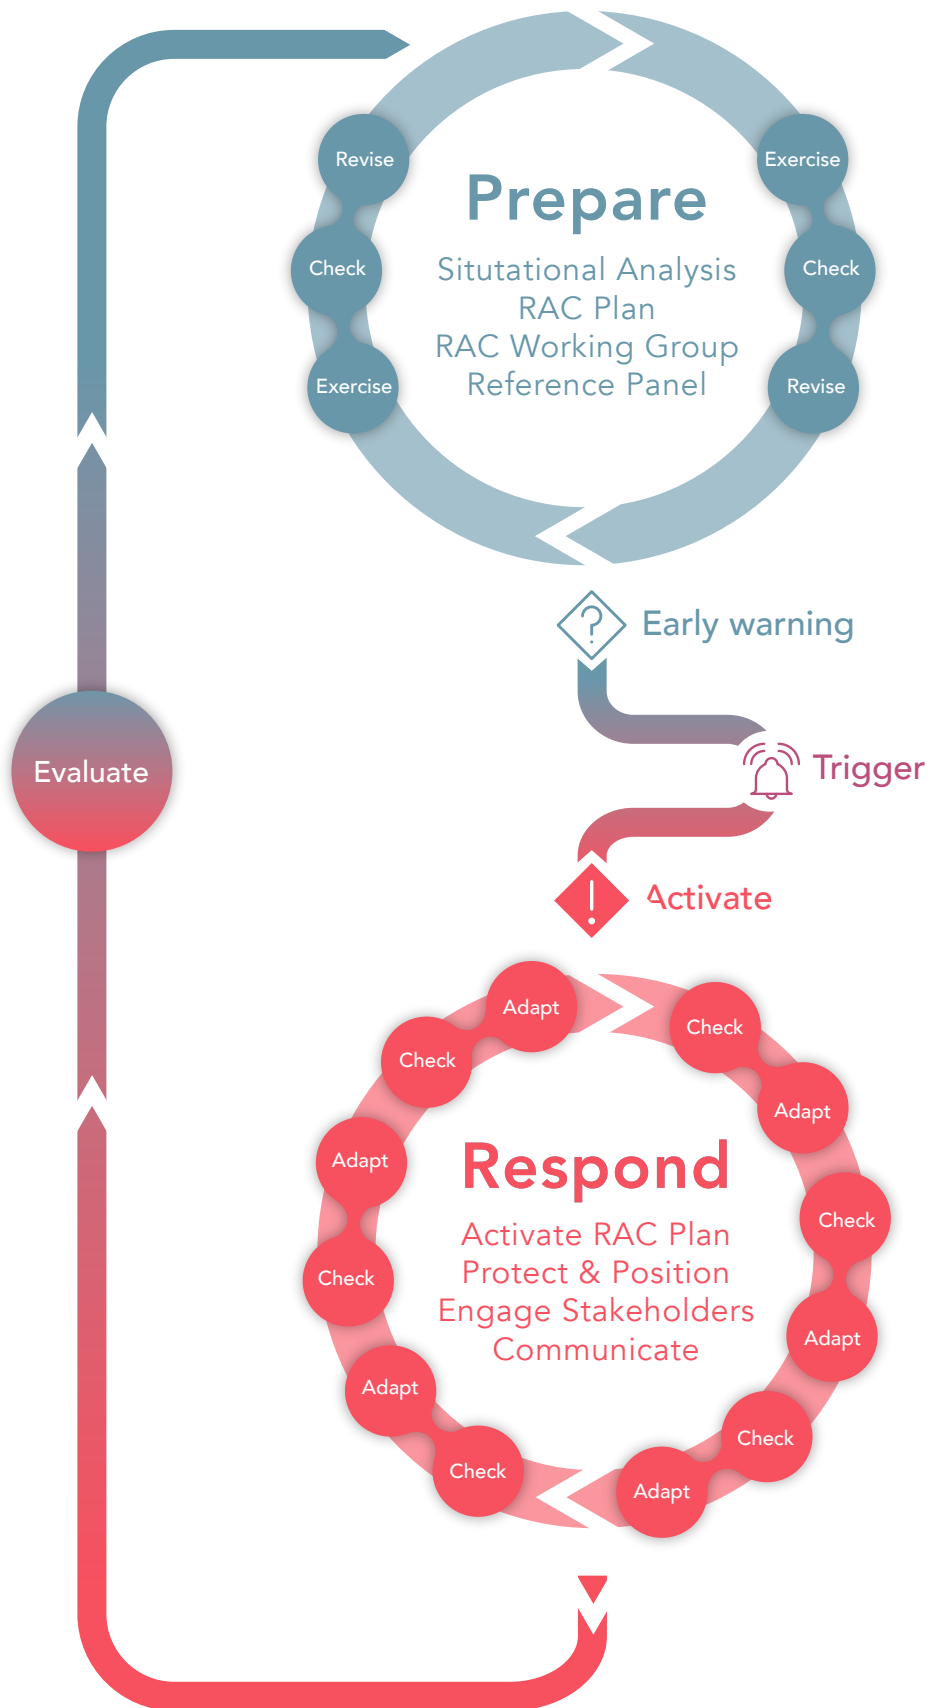 Revise
Exercise
Prepare
Check
Situtational Analysis
Check
RAC Plan
RAC Working Group
Exercise
Reference Panel
Revise
?
Early warning
Evaluate
Trigger
!
Activate
Adapt
Check
Check
Adapt
Adapt
Respond
Check
Activate RAC Plan
Protect & Position
Check
Engage Stakeholders
Adapt
Communicate
Adapt
Check
Check
Adapt